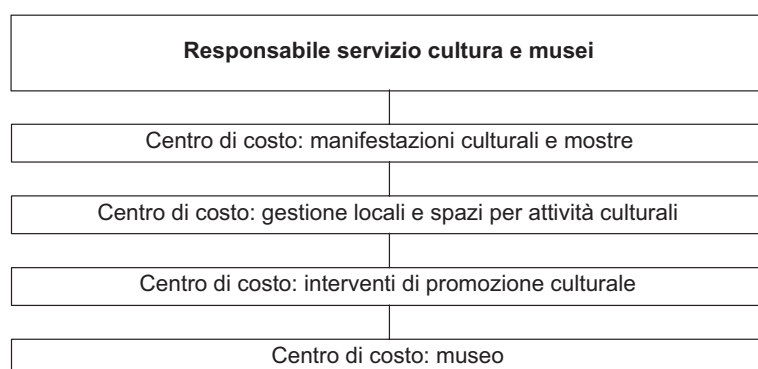 Responsabile servizio cultura e musei
Centro di costo: manifestazioni culturali e mostre
Centro di costo: gestione locali e spazi per attività culturali
Centro di costo: interventi di promozione culturale
Centro di costo: museo